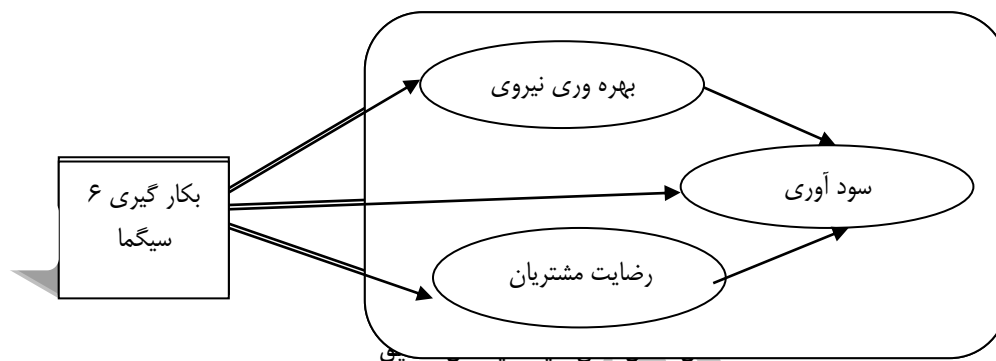 بهره وری نیروی
سود آوری
بکار گیری ۶
سیگما
رضایت مشتریان